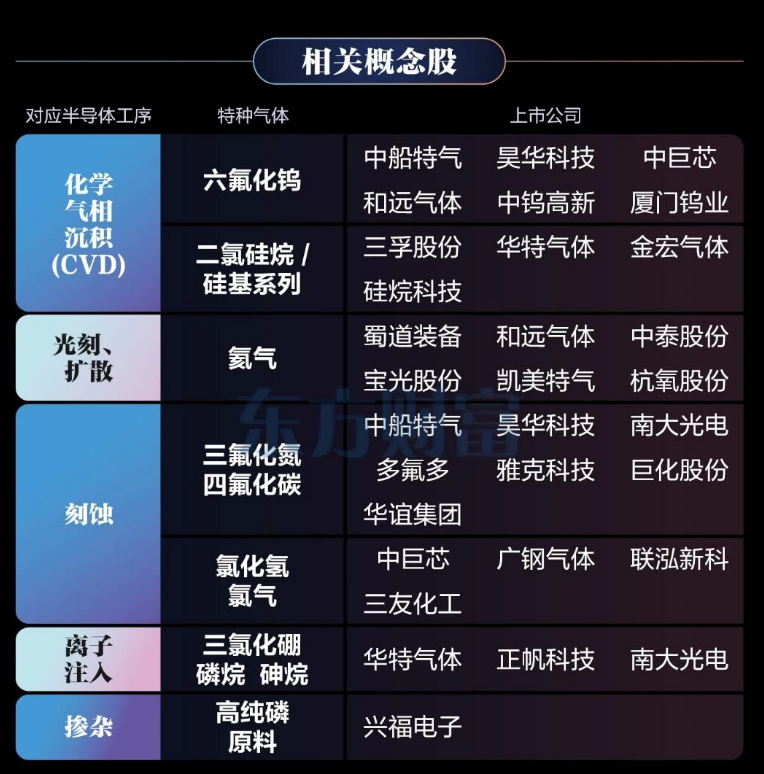 相关概念股
对应半导体工序 特种气体 上市公司
化学
气相
沉积
(CVD)
六氟化钨
中船特气 昊华科技 中巨芯
和远气体 中钨高新 厦门钨业
二氯硅烷 /
硅基系列
三孚股份 华特气体 金宏气体
硅烷科技
光刻、
扩散
氦气
蜀道装备 和远气体 中泰股份
宝光股份 凯美特气 杭氧股份
东方财富
刻蚀
三氟化氮
四氟化碳
中船特气 昊华科技 南大光电
多氟多 雅克科技 巨化股份
华谊集团
氯化氢
氯气
中巨芯 广钢气体 联泓新科
三友化工
离子
注入
三氯化硼
磷烷 砷烷
华特气体 正帆科技 南大光电
掺杂
高纯磷
原料
兴福电子